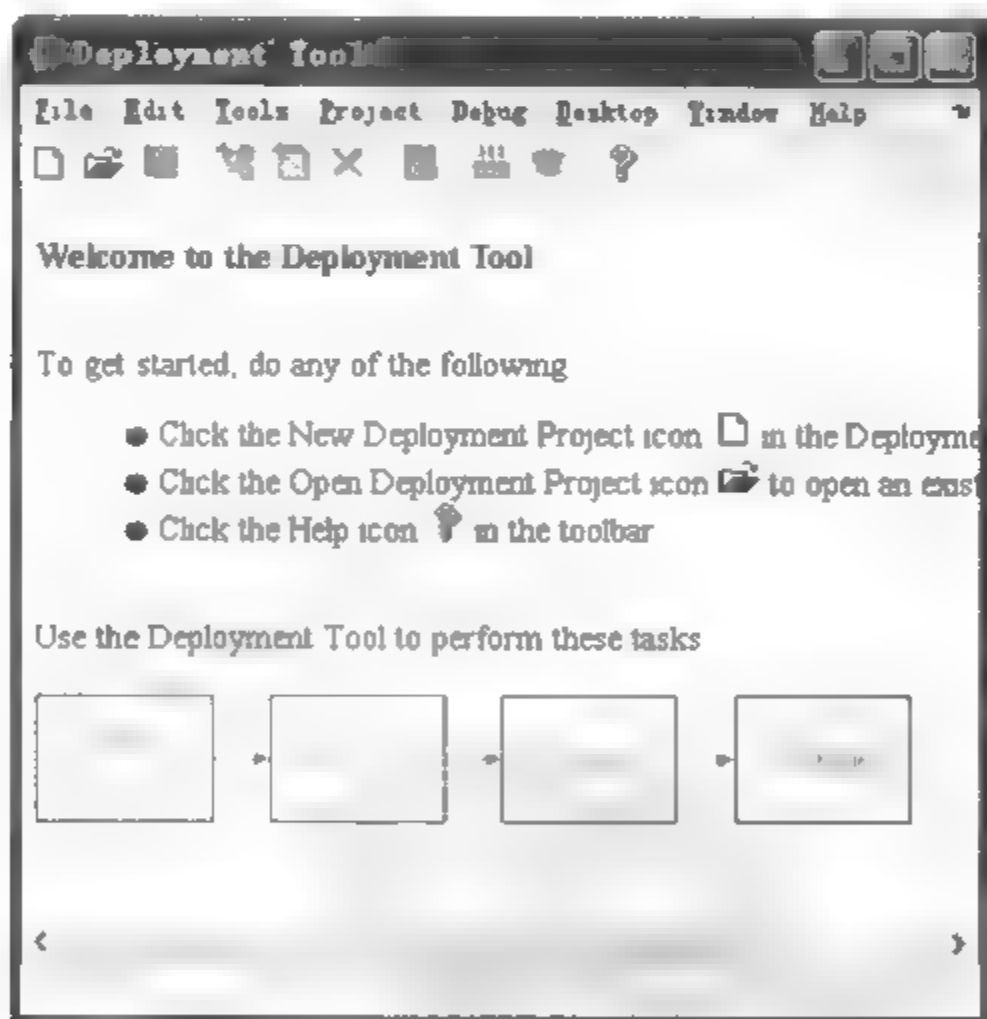 Deployment Tool
File Edit Tools Project Debug Desktop Window Help
Welcome to the Deployment Tool
To get started, do any of the following
Click the New Deployment Project icon in the Deployme
Click the Open Deployment Project icon to open an exist
Click the Help icon in the toolbar
Use the Deployment Tool to perform these tasks